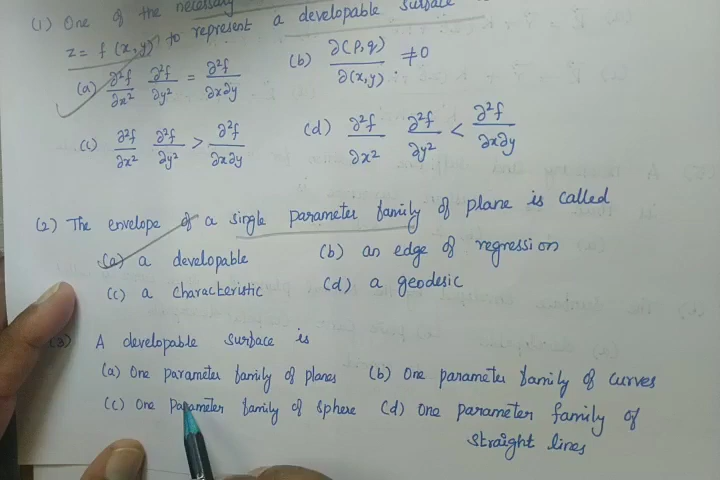 (1) One of the necessary developable surface
z = f(x,y) to represent a
(a) ∂²f/∂x² ∂²f/∂y² = ∂²f/∂x∂y (b) ∂(p,q)/∂(x,y) ≠ 0
(c) ∂²f/∂x² ∂²f/∂y² > ∂²f/∂x∂y (d) ∂²f/∂x² ∂²f/∂y² < ∂²f/∂x∂y
(2) The envelope of a single parameter family of plane is called
(a) a developable (b) an edge of regression
(c) a characteristic (d) a geodesic
(3) A developable surface is
(a) One parameter family of planes (b) One parameter family of curves
(c) One Parameter family of sphere (d) One parameter family of
straight lines